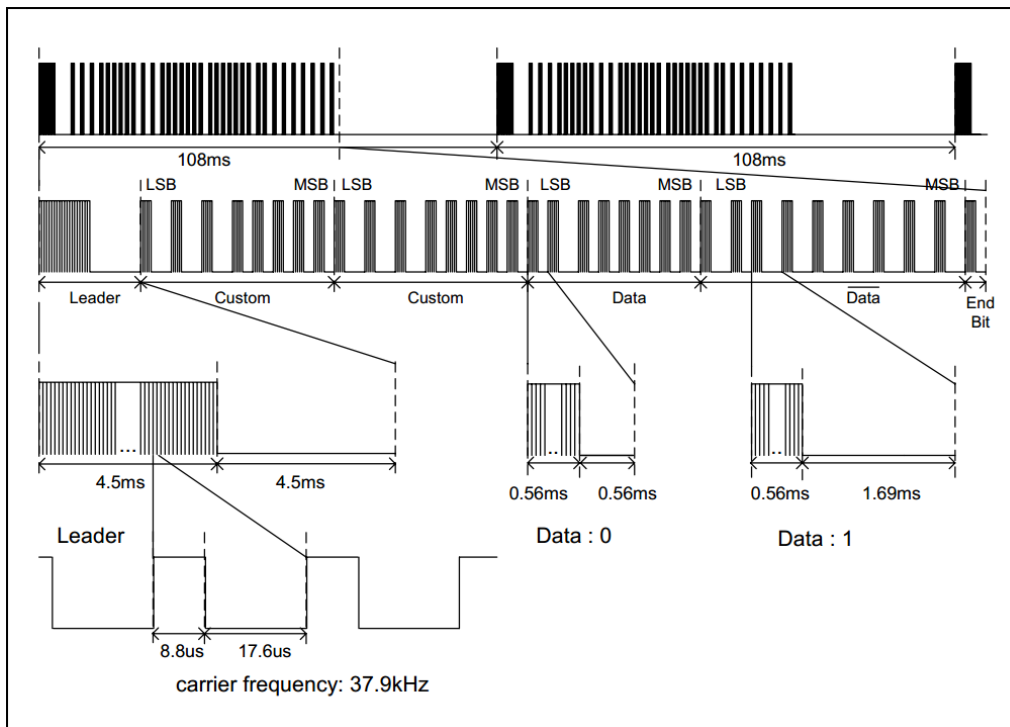 108ms 108ms
LSB MSB LSB MSB LSB MSB LSB MSB
Leader Custom Custom Data Data End
Bit
...
4.5ms 4.5ms
..
0.56ms 0.56ms
..
0.56ms 1.69ms
Leader Data : 0 Data : 1
8.8us 17.6us
carrier frequency: 37.9kHz